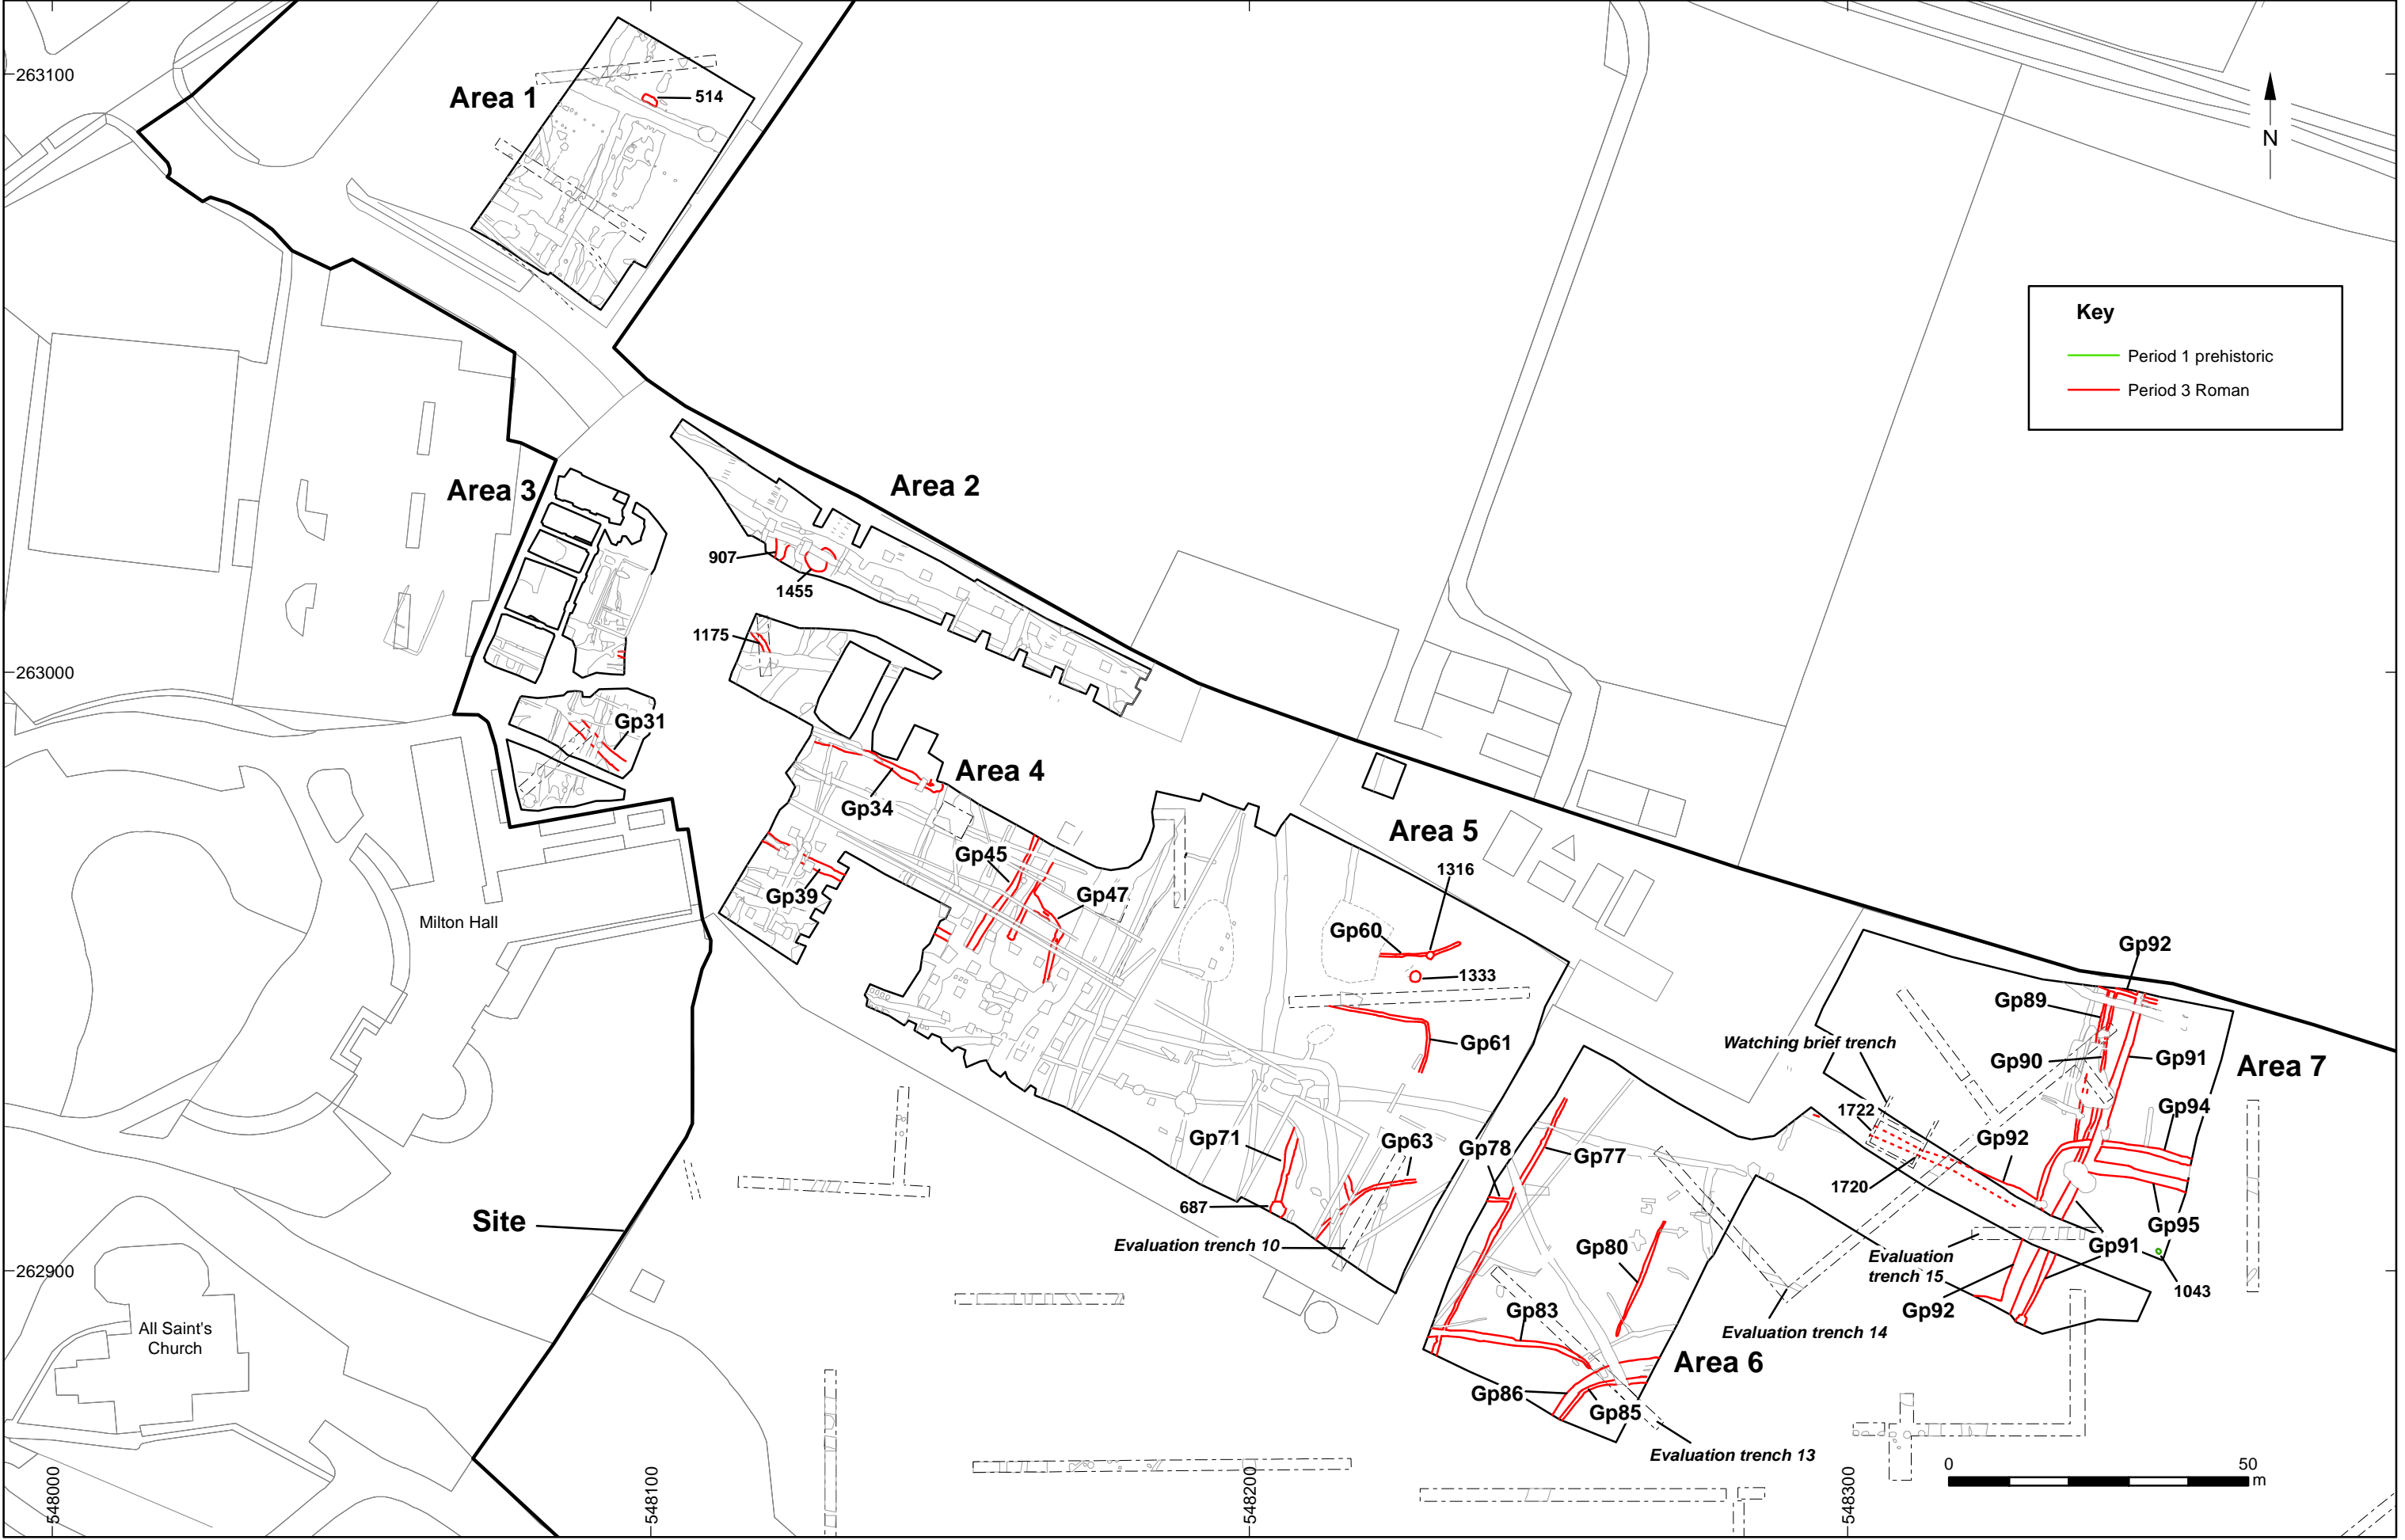 263100
Area 1
514
N
Key
Period 1 prehistoric
Period 3 Roman
Area 3
Area 2
907
1455
1175
263000
Gp31
Area 4
Gp34
Area 5
Gp45
1316
Gp39
Gp47
Milton Hall
Gp60
Gp92
1333
Gp89
Gp61
Watching brief trench
Gp90
Gp91
Area 7
1722
Gp94
Gp71
Gp63
Gp78
Gp77
Gp92
1720
687
Site
Gp95
Evaluation trench 10
Gp80
Gp91
Evaluation
trench 15
262900
1043
Gp83
Gp92
All Saint's
Church
Evaluation trench 14
Area 6
Gp86
Gp85
Evaluation trench 13
0
50
m
548000
548100
548200
548300